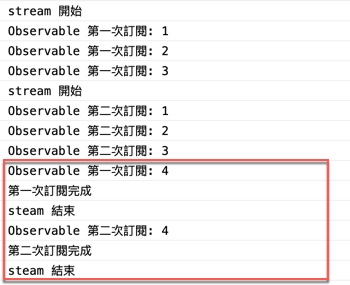 stream 開始
Observable 第一次訂閱: 1
Observable 第一次訂閱: 2
Observable 第一次訂閱: 3
stream 開始
Observable 第二次訂閱: 1
Observable 第二次訂閱: 2
Observable 第二次訂閱: 3
Observable 第一次訂閱: 4
第一次訂閱完成
steam 結束
Observable 第二次訂閱: 4
第二次訂閱完成
steam 結束